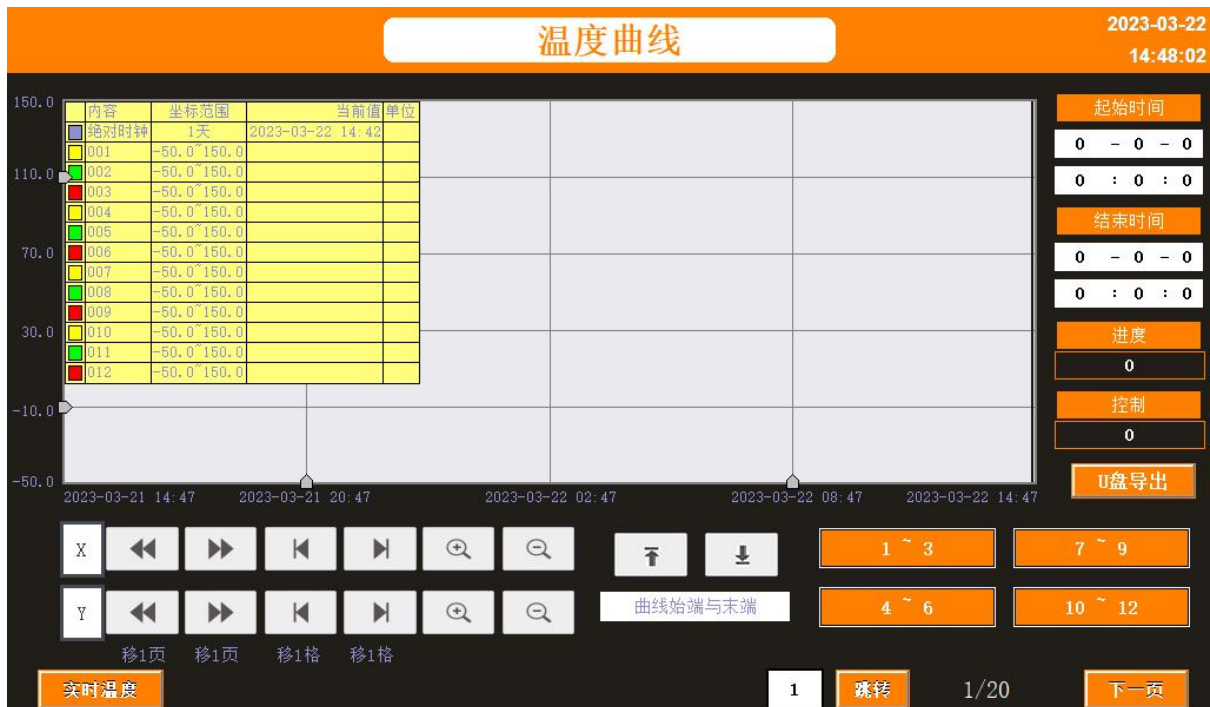 温度曲线
2023-03-22
14:48:02
150.0
110.0
70.0
30.0
-10.0
-50.0
内容 坐标范围 当前值 单位
绝对时钟 1天 2023-03-22 14:42
001 -50.0~150.0
002 -50.0~150.0
003 -50.0~150.0
004 -50.0~150.0
005 -50.0~150.0
006 -50.0~150.0
007 -50.0~150.0
008 -50.0~150.0
009 -50.0~150.0
010 -50.0~150.0
011 -50.0~150.0
012 -50.0~150.0
2023-03-21 14:47 2023-03-21 20:47 2023-03-22 02:47 2023-03-22 08:47 2023-03-22 14:47
起始时间
0 - 0 - 0
0 : 0 : 0
结束时间
0 - 0 - 0
0 : 0 : 0
进度
0
控制
0
U盘导出
X
Y
移1页 移1页 移1格 移1格
曲线始端与末端
1 ~ 3 7 ~ 9
4 ~ 6 10 ~ 12
实时温度 1 跳转 1/20 下一页